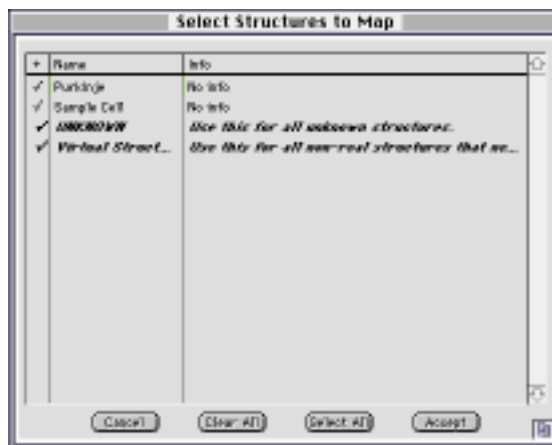 Select Structures to Map
+ Name Info
✓ Purkinje No info
✓ Sample Cell No info
✓ UNKNOWN Use this for all unknown structures.
✓ Virtual Struct... Use this for all non-real structures that ne...
Cancel Clear All Select All Accept